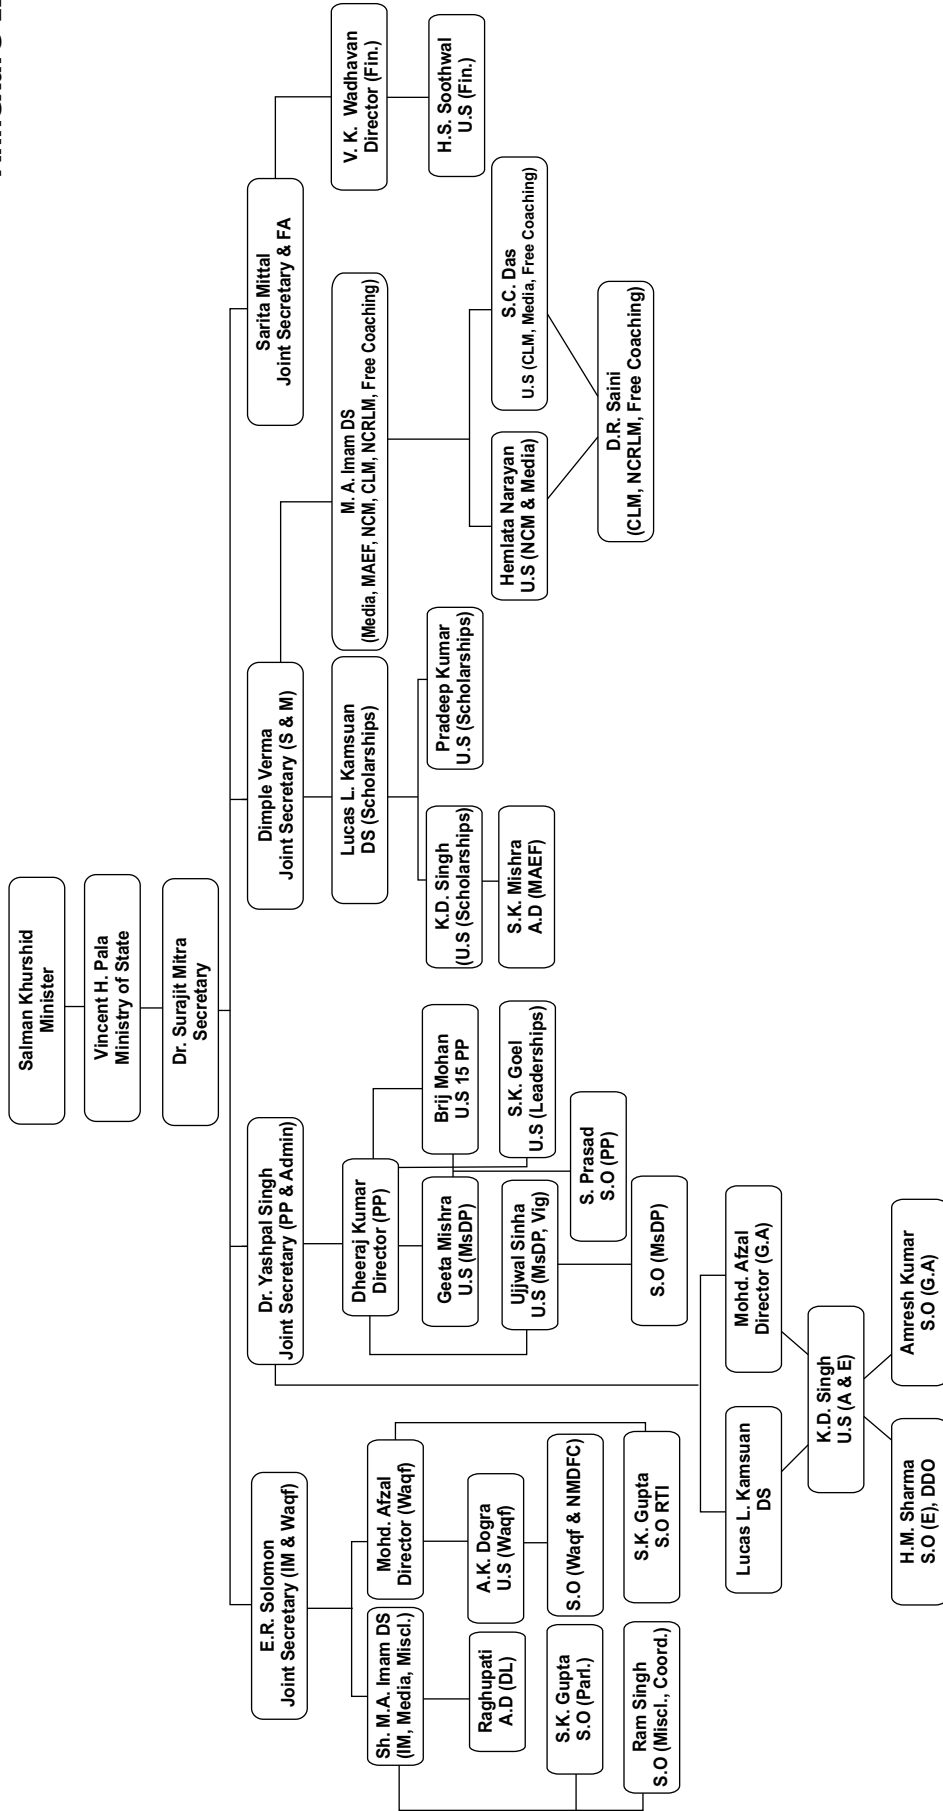 Salman Khurshid
Minister
Vincent H. Pala
Ministry of State
Dr. Surajit Mitra
Secretary
E.R. Solomon
Joint Secretary (IM & Waqf)
Dr. Yashpal Singh
Joint Secretary (PP & Admin)
Dimple Verma
Joint Secretary (S & M)
Sarita Mittal
Joint Secretary & FA
Sh. M.A. Imam DS
(IM, Media, Miscl.)
Mohd. Afzal
Director (Waqf)
Raghupati
A.D (DL)
A.K. Dogra
U.S (Waqf)
S.K. Gupta
S.O (Parl.)
S.O (Waqf & NMDFC)
Ram Singh
S.O (Miscl., Coord.)
S.K. Gupta
S.O RTI
Dheeraj Kumar
Director (PP)
Geeta Mishra
U.S (MsDP)
Brij Mohan
U.S 15 PP
Ujjwal Sinha
U.S (MsDP, Vig)
S.K. Goel
U.S (Leaderships)
S. Prasad
S.O (PP)
S.O (MsDP)
Lucas L. Kamsuan
DS
Mohd. Afzal
Director (G.A)
K.D. Singh
U.S (A & E)
H.M. Sharma
S.O (E), DDO
Amresh Kumar
S.O (G.A)
Lucas L. Kamsuan
DS (Scholarships)
M. A. Imam DS
(Media, MAEF, NCM, CLM, NCRLM, Free Coaching)
K.D. Singh
(U.S (Scholarships)
Pradeep Kumar
U.S (Scholarships)
S.K. Mishra
A.D (MAEF)
Hemlata Narayan
U.S (NCM & Media)
S.C. Das
U.S (CLM, Media, Free Coaching)
D.R. Saini
(CLM, NCRLM, Free Coaching)
V. K. Wadhavan
Director (Fin.)
H.S. Soothwal
U.S (Fin.)